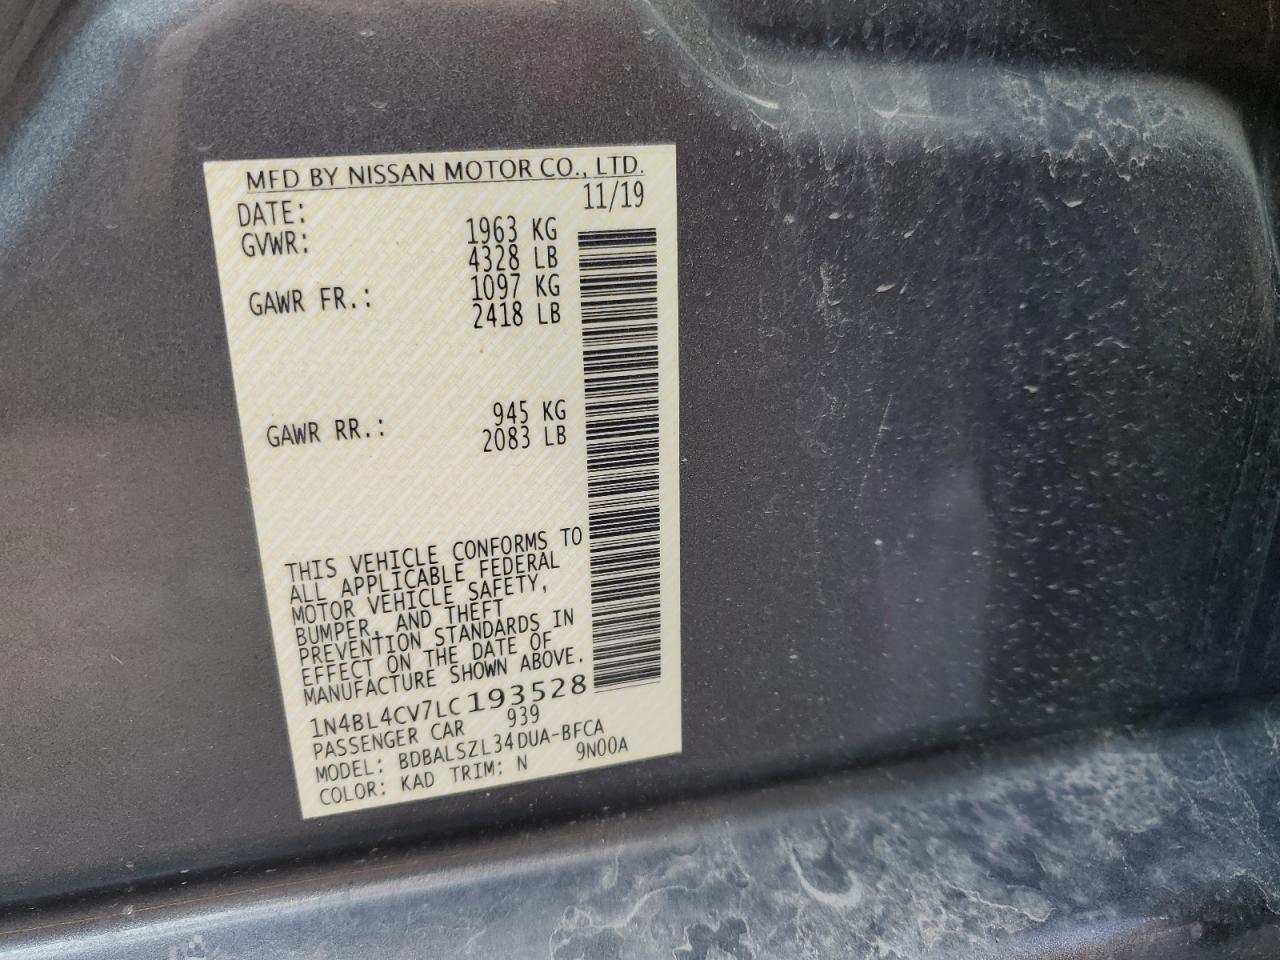 MFD BY NISSAN MOTOR CO., LTD.
DATE: 11/19
GVWR: 1963 KG
4328 LB
GAWR FR.: 1097 KG
2418 LB
GAWR RR.: 945 KG
2083 LB
THIS VEHICLE CONFORMS TO
ALL APPLICABLE FEDERAL
MOTOR VEHICLE SAFETY,
BUMPER, AND THEFT
PREVENTION STANDARDS IN
EFFECT ON THE DATE OF
MANUFACTURE SHOWN ABOVE.
1N4BL4CV7LC193528
PASSENGER CAR 939
MODEL: BDBALSZL34DUA-BFCA
COLOR: KAD TRIM: N 9N00A